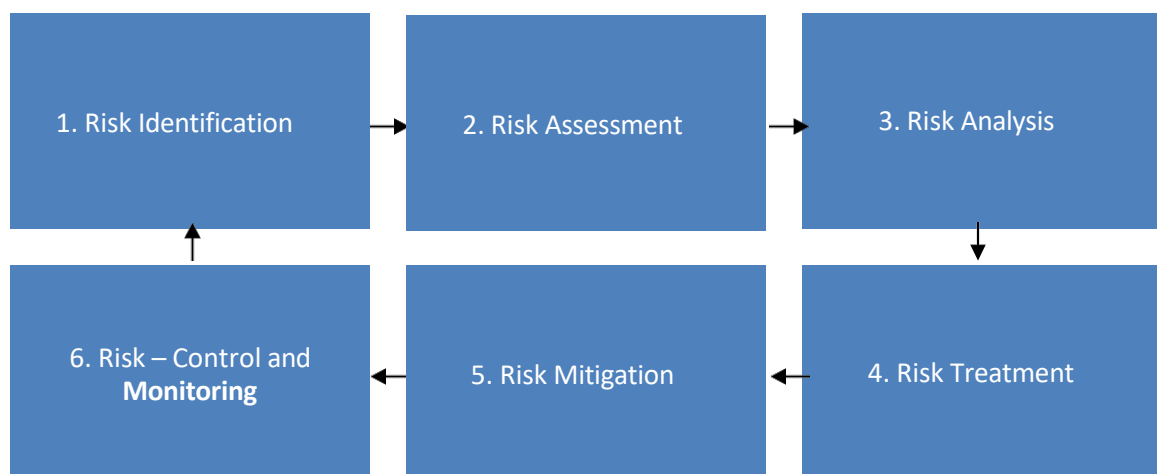 1. Risk Identification
2. Risk Assessment
3. Risk Analysis
6. Risk – Control and
Monitoring
5. Risk Mitigation
4. Risk Treatment